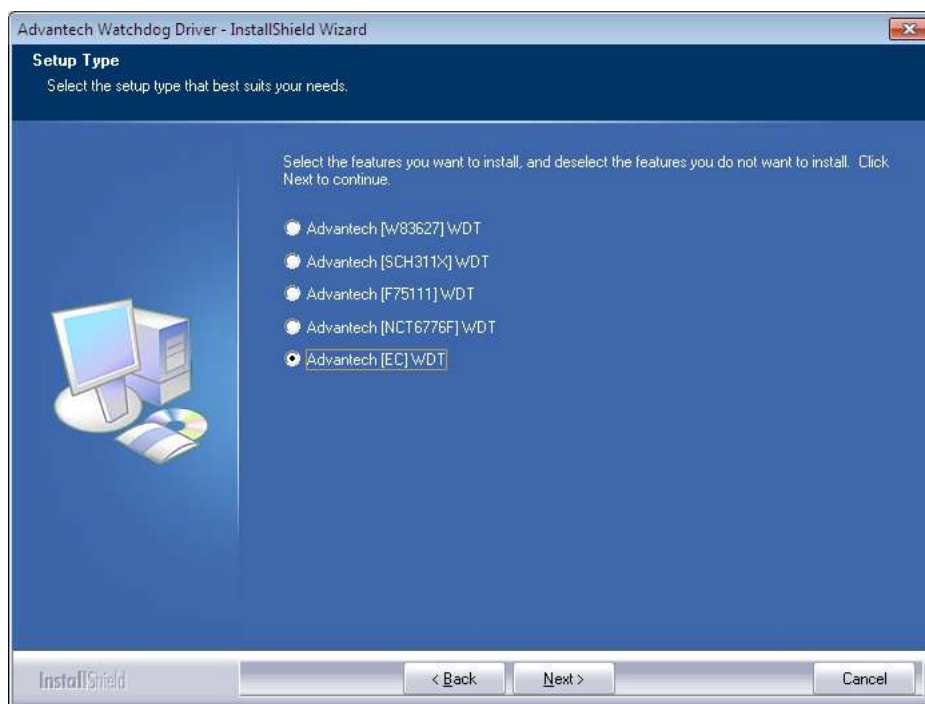 Advantech Watchdog Driver - InstallShield Wizard
Setup Type
Select the setup type that best suits your needs.
Select the features you want to install, and deselect the features you do not want to install. Click
Next to continue.
Advantech [W83627] WDT
Advantech [SCH311X] WDT
Advantech [F75111] WDT
Advantech [NCT6776F] WDT
Advantech [EC] WDT
InstallShield
< Back
Next >
Cancel